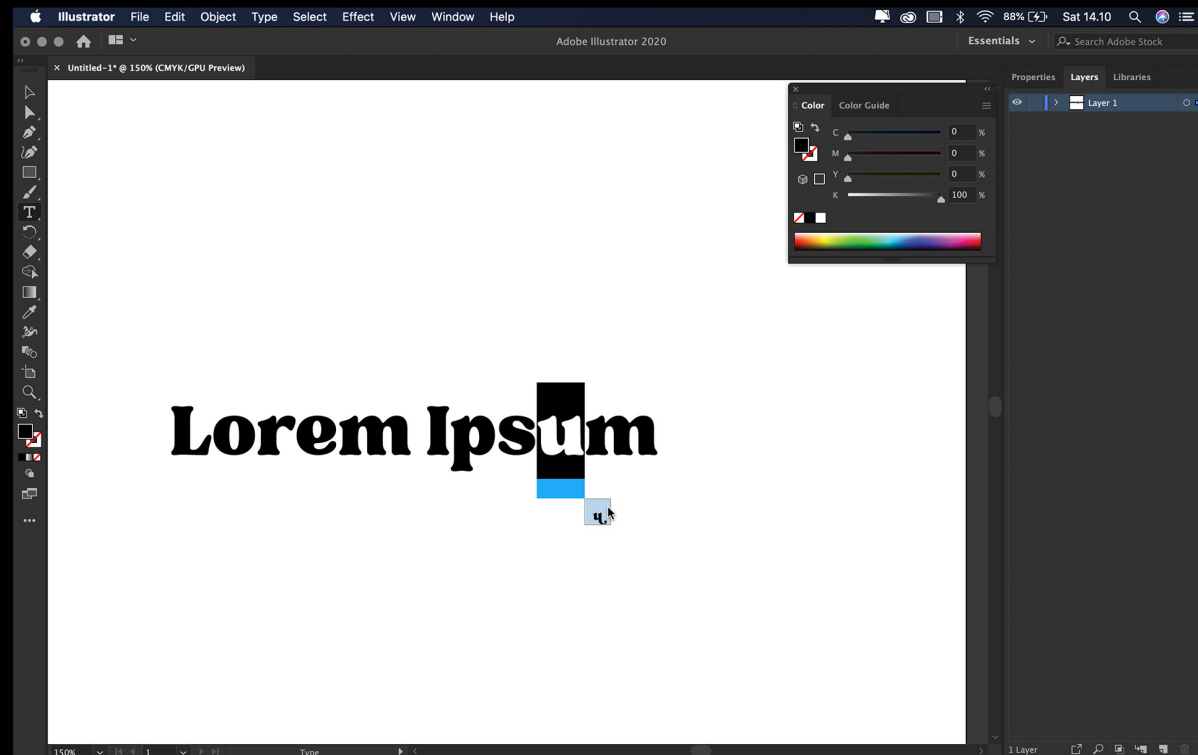 Illustrator File Edit Object Type Select Effect View Window Help 88% Sat 14.10
Adobe Illustrator 2020 Essentials Search Adobe Stock
× Untitled-1* @ 150% (CMYK/GPU Preview)
Properties Layers Libraries
Color Color Guide
Layer 1
C 0 %
M 0 %
Y 0 %
K 100 %
Lorem Ipsum
u
150% 1 Type 1 Layer